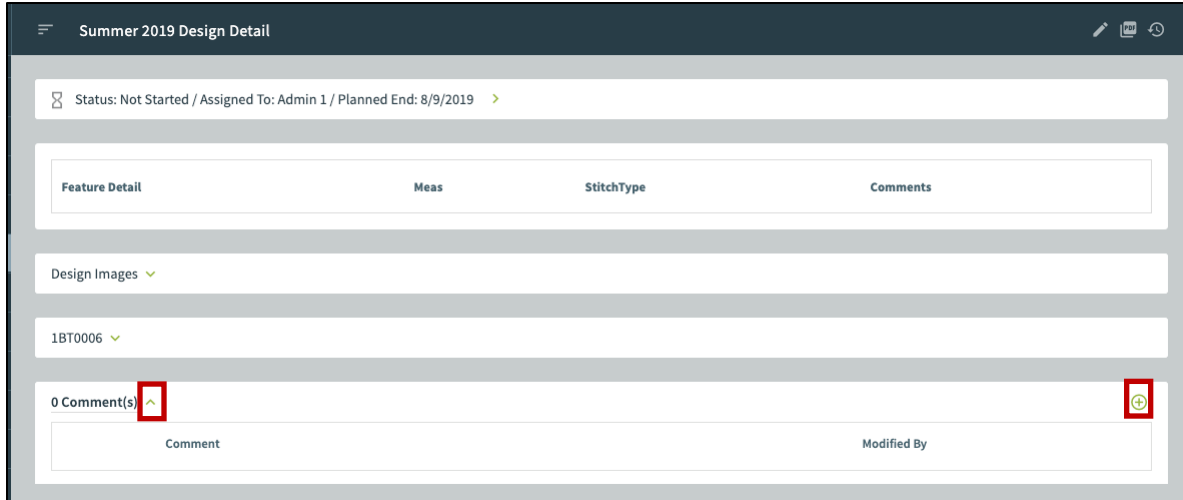 Summer 2019 Design Detail
PDF
Status: Not Started / Assigned To: Admin 1 / Planned End: 8/9/2019
Feature Detail Meas StitchType Comments
Design Images
1BT0006
0 Comment(s)
Comment Modified By